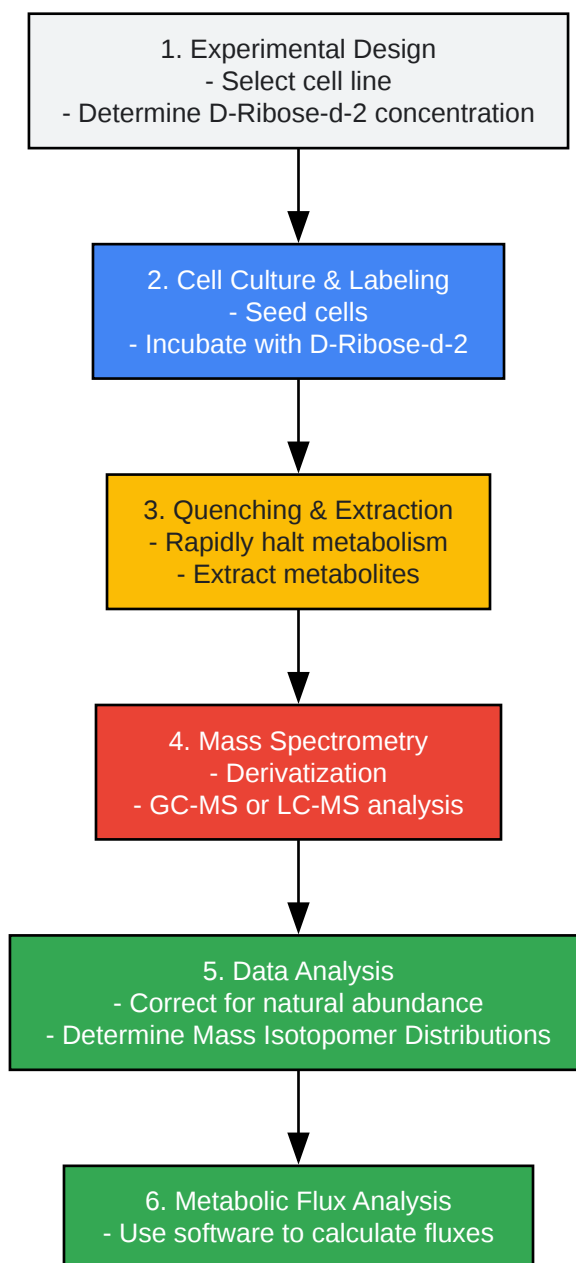 1. Experimental Design
- Select cell line
- Determine D-Ribose-d-2 concentration
2. Cell Culture & Labeling
- Seed cells
- Incubate with D-Ribose-d-2
3. Quenching & Extraction
- Rapidly halt metabolism
- Extract metabolites
4. Mass Spectrometry
- Derivatization
- GC-MS or LC-MS analysis
5. Data Analysis
- Correct for natural abundance
- Determine Mass Isotopomer Distributions
6. Metabolic Flux Analysis
- Use software to calculate fluxes